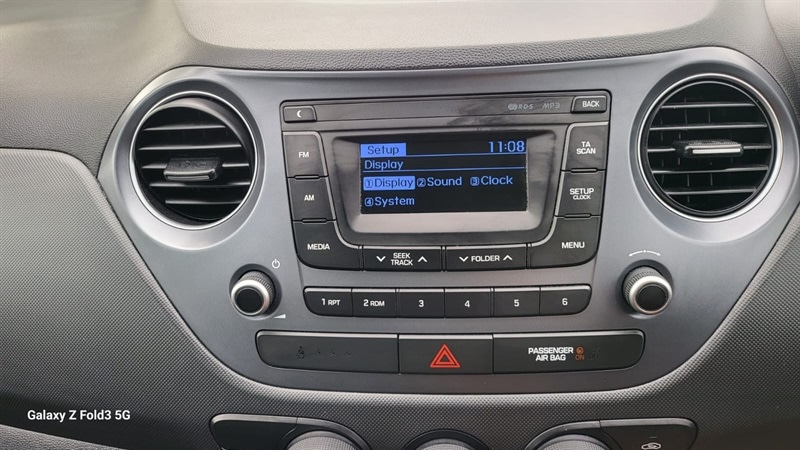 RDS MP3 BACK
Setup 11:08
Display
①Display ②Sound ③Clock
④System
FM
AM
MEDIA
TA
SCAN
SETUP
CLOCK
MENU
SEEK
TRACK
FOLDER
1 RPT 2 RDM 3 4 5 6
PASSENGER
AIR BAG ON
Galaxy Z Fold3 5G